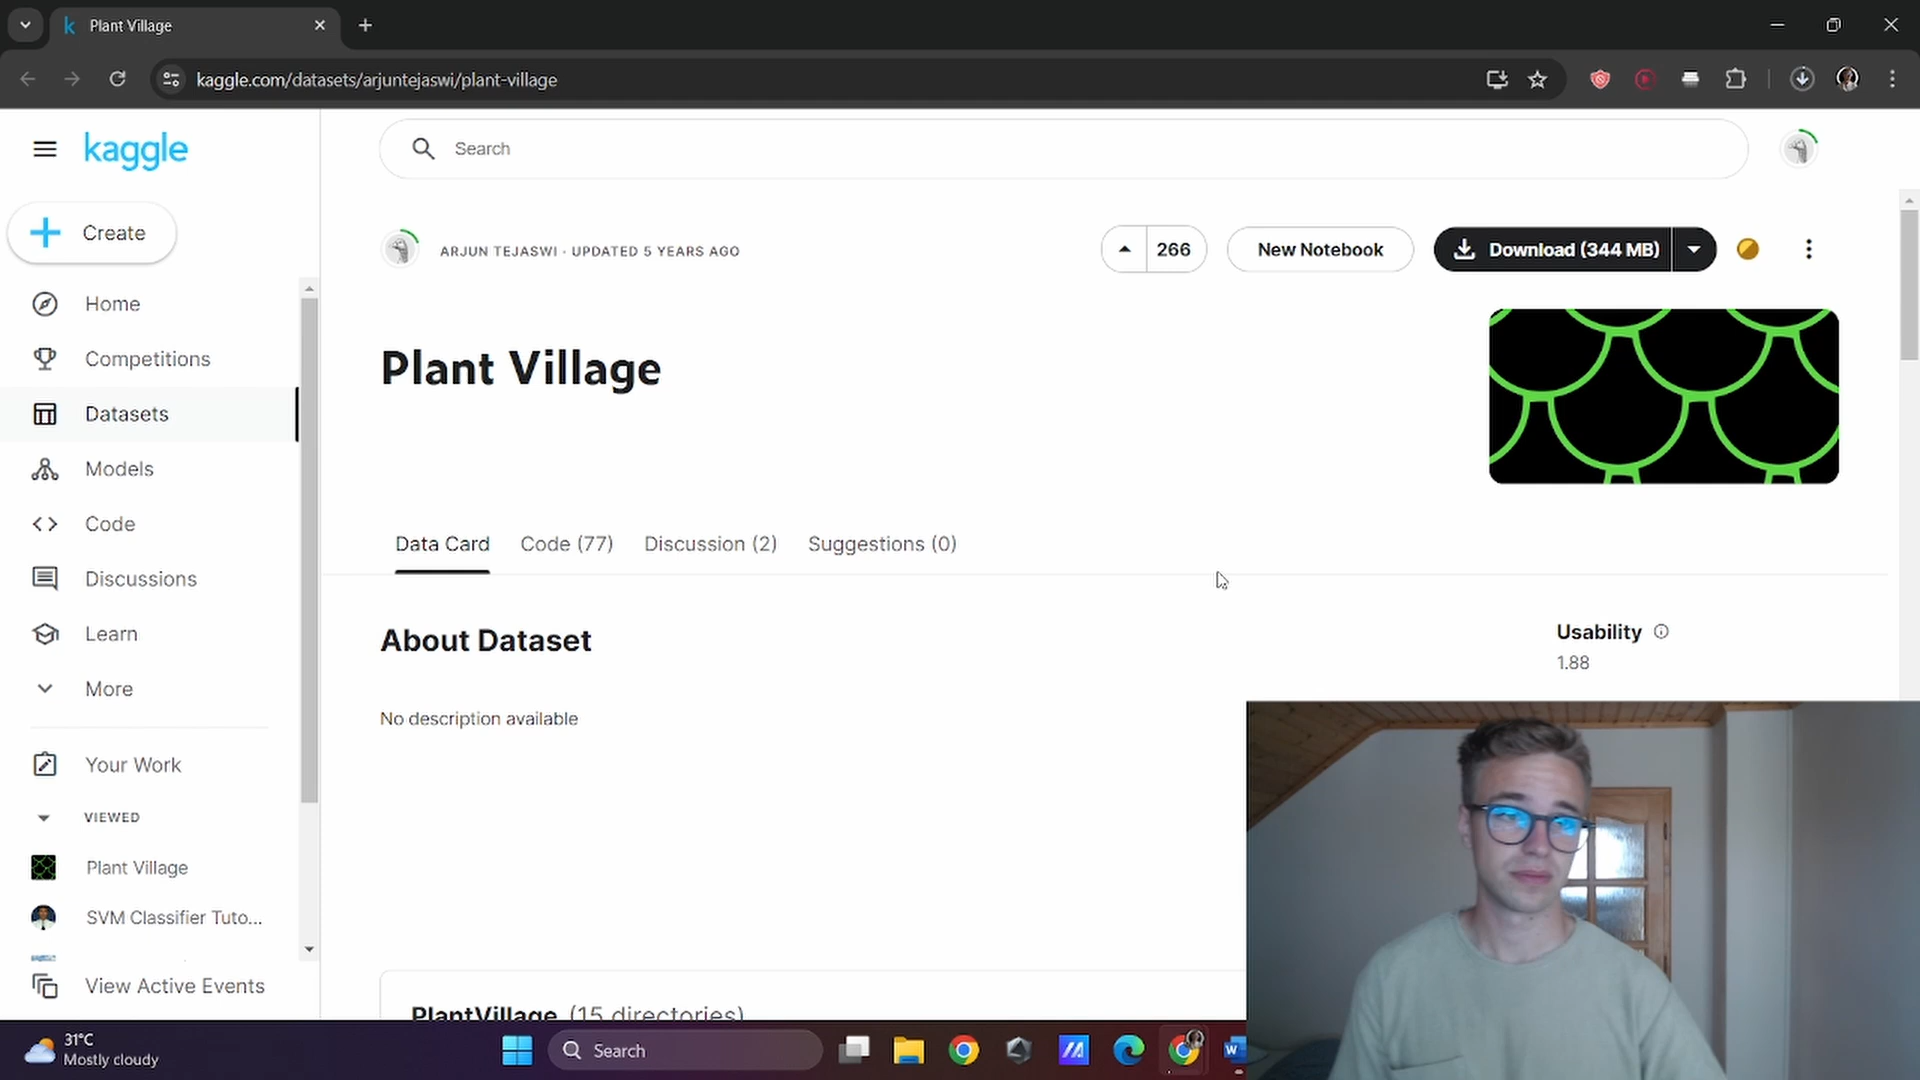 Plant Village
kaggle.com/datasets/arjuntejaswi/plant-village
kaggle
Search
Create
ARJUN TEJASWI · UPDATED 5 YEARS AGO
266
New Notebook
Download (344 MB)
Home
Competitions
Datasets
Models
Code
Discussions
Learn
More
Your Work
VIEWED
Plant Village
SVM Classifier Tuto...
View Active Events
Plant Village
Data Card
Code (77)
Discussion (2)
Suggestions (0)
About Dataset
Usability
1.88
No description available
PlantVillage (15 directories)
31°C
Mostly cloudy
Search